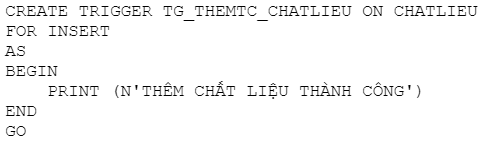 CREATE TRIGGER TG_THEMTC_CHATLIEU ON CHATLIEU
FOR INSERT
AS
BEGIN
    PRINT (N'THÊM CHẤT LIỆU THÀNH CÔNG')
END
GO